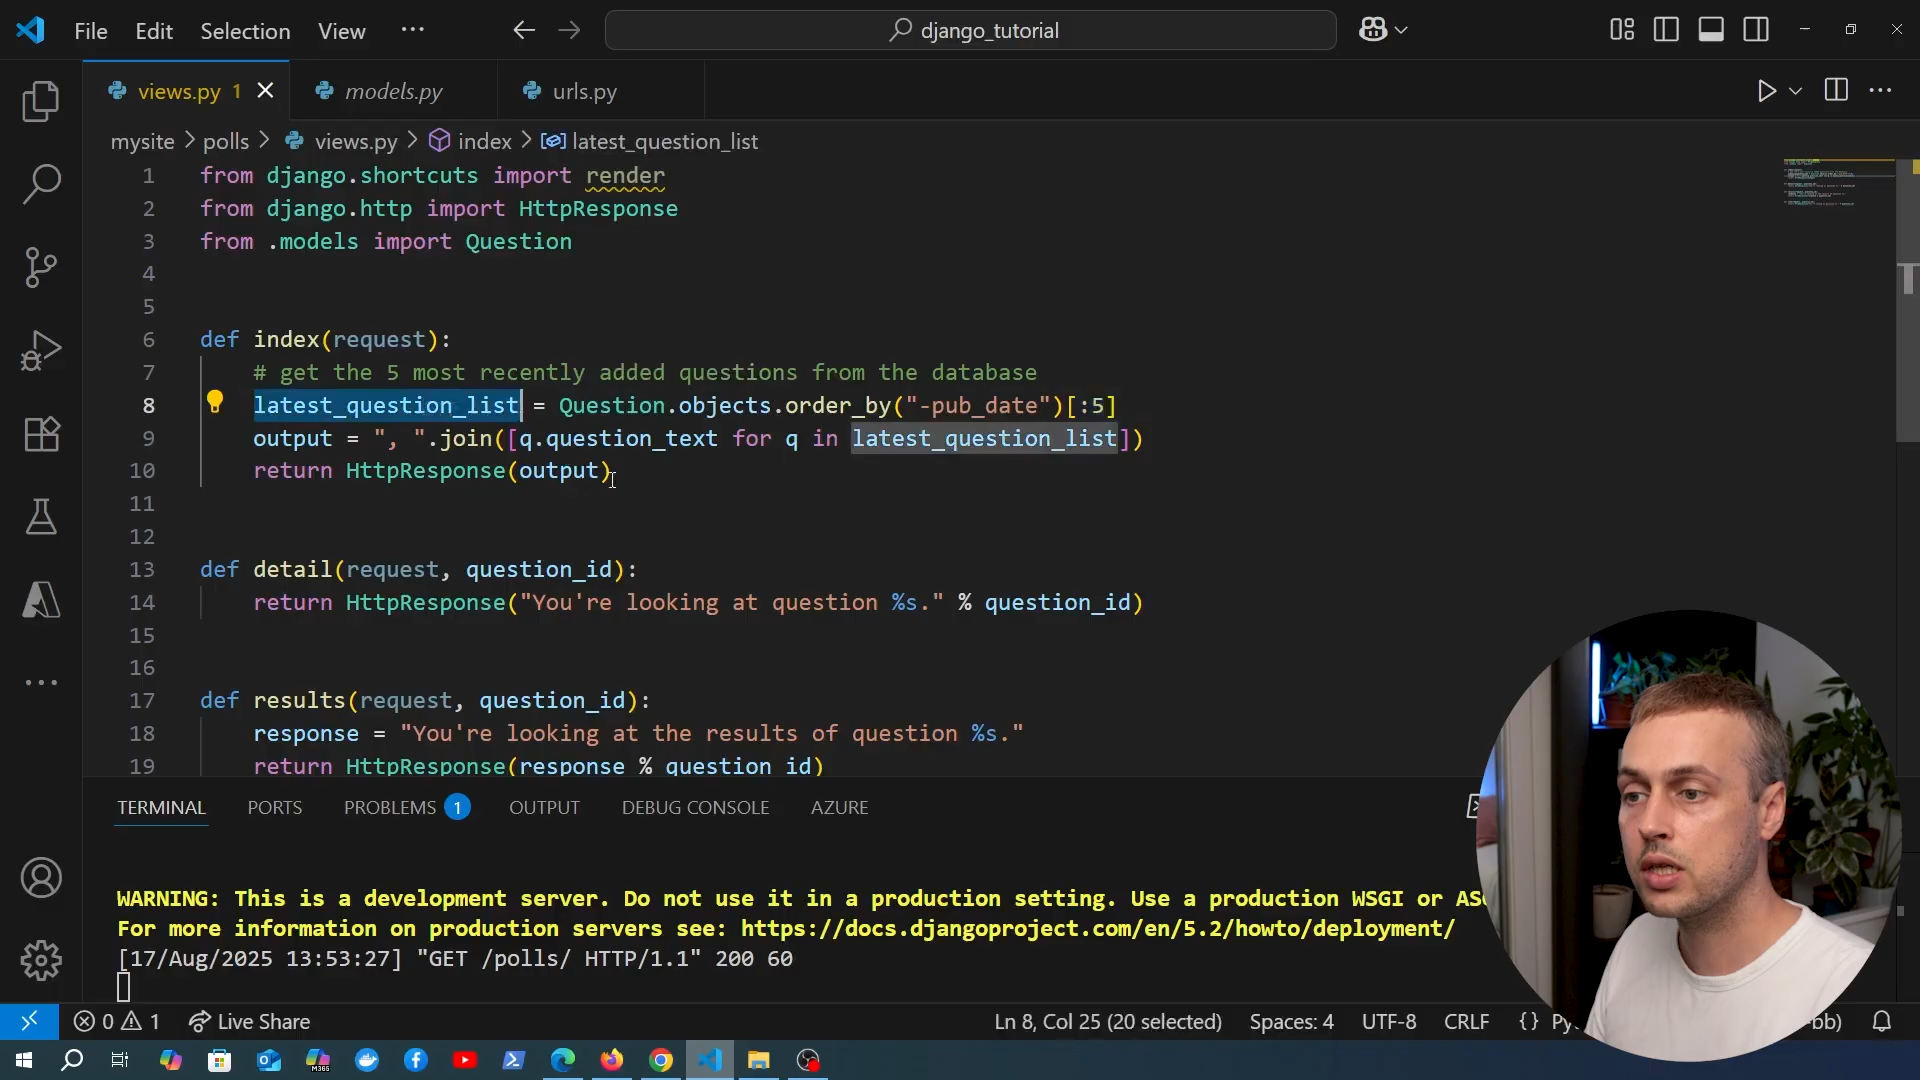 File Edit Selection View ...
django_tutorial
views.py 1
models.py
urls.py
mysite > polls > views.py > index > latest_question_list
1 from django.shortcuts import render
2 from django.http import HttpResponse
3 from .models import Question
4
5
6 def index(request):
7 # get the 5 most recently added questions from the database
8 latest_question_list = Question.objects.order_by("-pub_date")[:5]
9 output = ", ".join([q.question_text for q in latest_question_list])
10 return HttpResponse(output)
11
12
13 def detail(request, question_id):
14 return HttpResponse("You're looking at question %s." % question_id)
15
16
17 def results(request, question_id):
18 response = "You're looking at the results of question %s."
19 return HttpResponse(response % question_id)
TERMINAL PORTS PROBLEMS 1 OUTPUT DEBUG CONSOLE AZURE
WARNING: This is a development server. Do not use it in a production setting. Use a production WSGI or
For more information on production servers see: https://docs.djangoproject.com/en/5.2/howto/deployment/
[17/Aug/2025 13:53:27] "GET /polls/ HTTP/1.1" 200 60
0 1 Live Share
Ln 8, Col 25 (20 selected) Spaces: 4 UTF-8 CRLF {}
M365